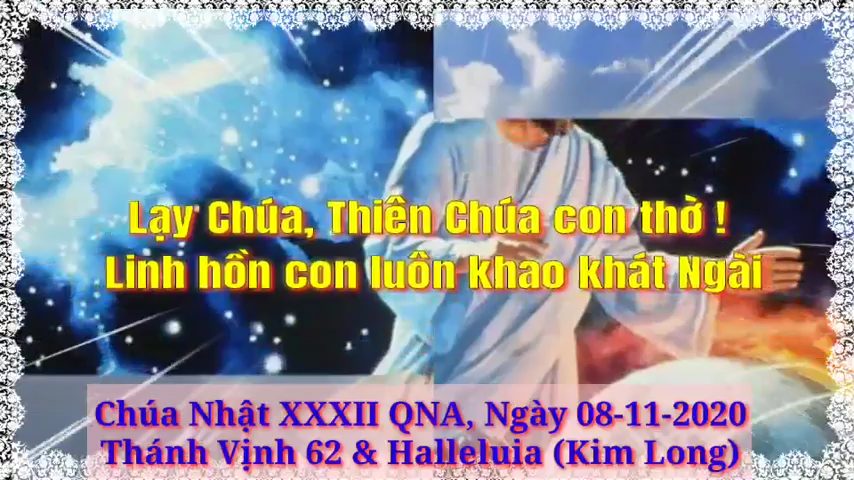 Lạy Chúa, Thiên Chúa con thờ !
Linh hồn con luôn khao khát Ngài
Chúa Nhật XXXII QNA, Ngày 08-11-2020
Thánh Vịnh 62 & Halleluia (Kim Long)